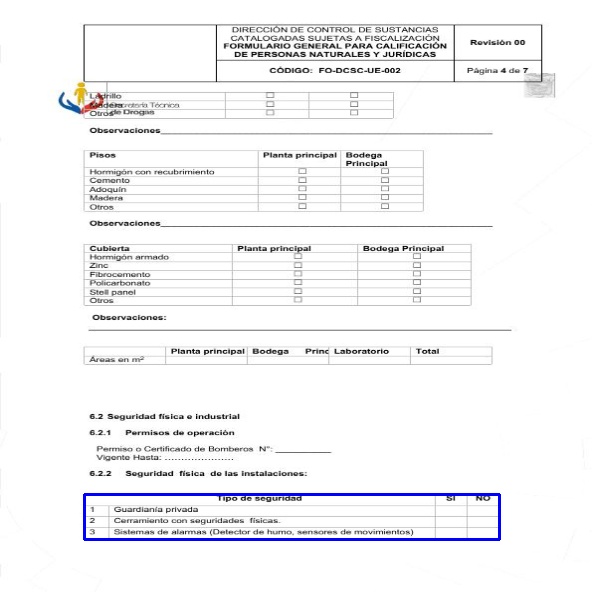 DIRECCIÓN DE CONTROL DE SUSTANCIAS
CATALOGADAS SUJETAS A FISCALIZACIÓN
FORMULARIO GENERAL PARA CALIFICACIÓN
DE PERSONAS NATURALES Y JURÍDICAS
Revisión 00
CÓDIGO: FO-DCSC-UE-002
Página 4 de 7
Ladrillo ☐ ☐
Madera ☐ ☐
Secretaría Técnica
Otros ☐ ☐
de Drogas
Observaciones____________________
Pisos Planta principal Bodega
Principal
Hormigón con recubrimiento ☐ ☐
Cemento ☐ ☐
Adoquín ☐ ☐
Madera ☐ ☐
Otros ☐ ☐
Observaciones____________________
Cubierta Planta principal Bodega Principal
Hormigón armado ☐ ☐
Zinc ☐ ☐
Fibrocemento ☐ ☐
Policarbonato ☐ ☐
Stell panel ☐ ☐
Otros ☐ ☐
Observaciones:
Planta principal Bodega Princ Laboratorio Total
Áreas en m²
6.2 Seguridad física e industrial
6.2.1 Permisos de operación
Permiso o Certificado de Bomberos N°: ___________
Vigente Hasta: …………………
6.2.2 Seguridad física de las instalaciones:
Tipo de seguridad SI NO
1 Guardianía privada
2 Cerramiento con seguridades físicas.
3 Sistemas de alarmas (Detector de humo, sensores de movimientos)